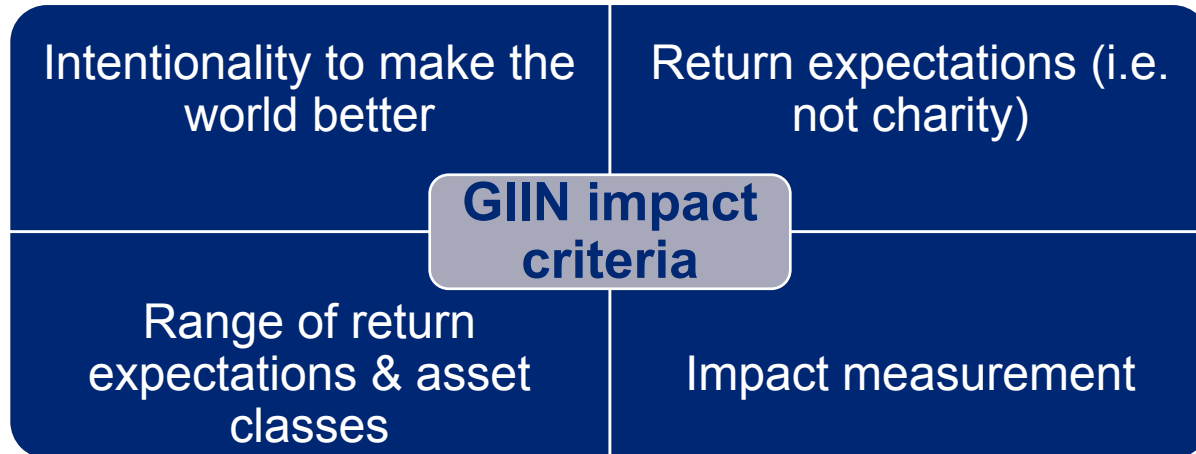 Intentionality to make the
world better
Return expectations (i.e.
not charity)
GIIN impact
criteria
Range of return
expectations & asset
classes
Impact measurement